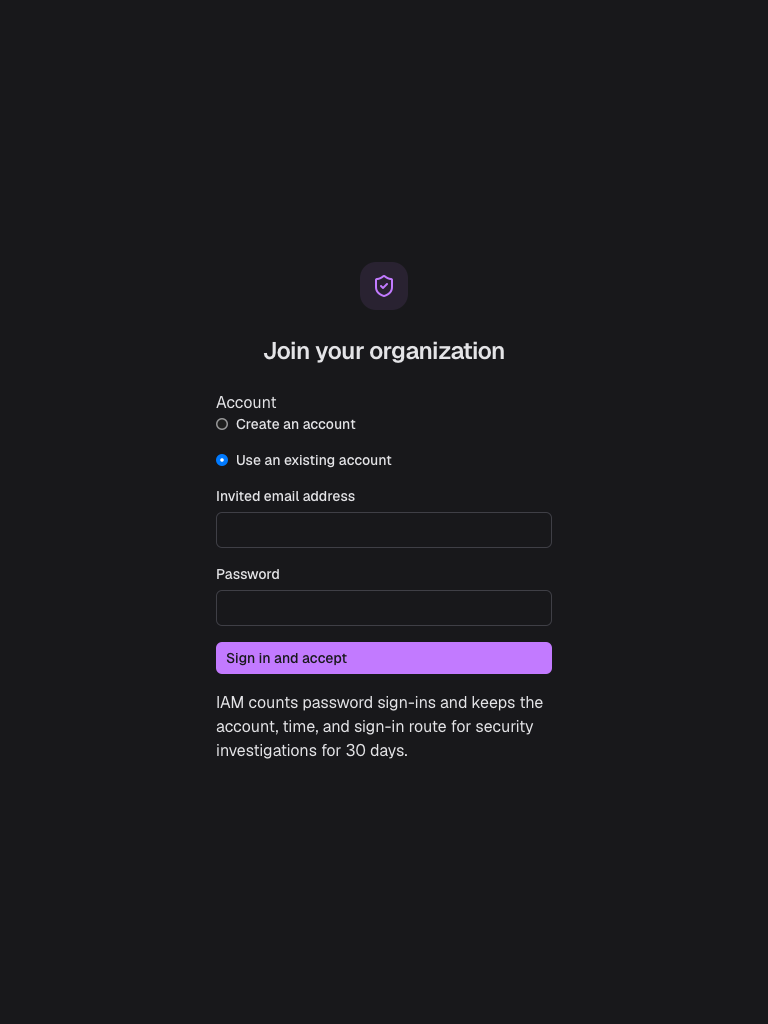 Join your organization
Account
Create an account
Use an existing account
Invited email address
Password
Sign in and accept
IAM counts password sign-ins and keeps the
account, time, and sign-in route for security
investigations for 30 days.